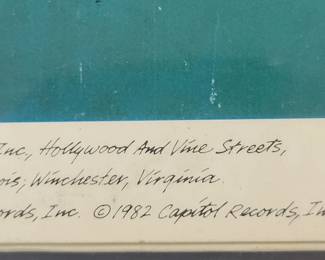 Inc., Hollywood And Vine Streets,
ois; Winchester, Virginia.
ords, Inc. ©1982 Capitol Records, In